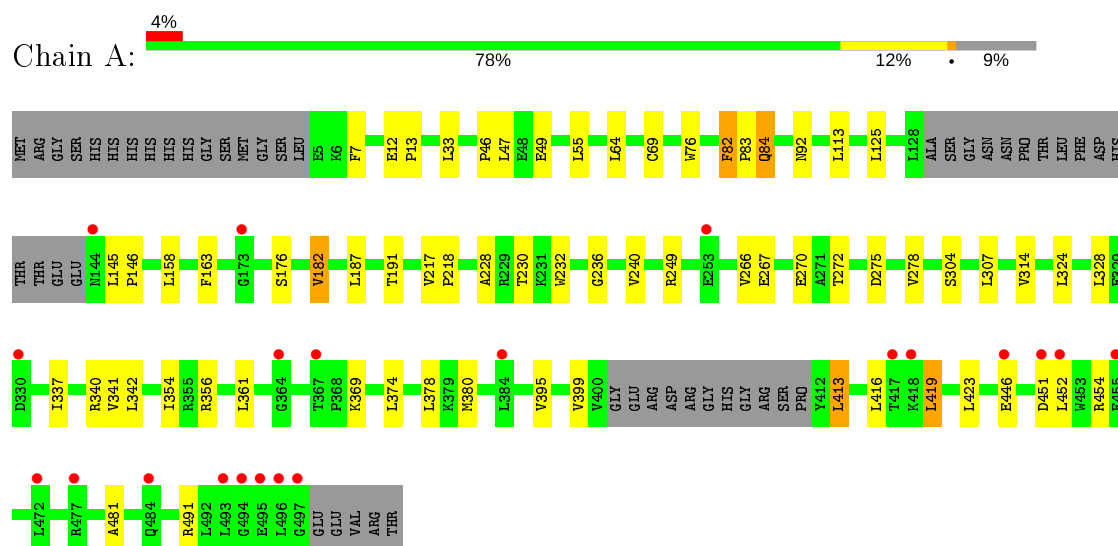 4%
Chain A:
78% 12% • 9%
MET ARG GLY SER HIS HIS HIS HIS HIS HIS GLY SER MET GLY SER LEU E5 K6 F7 E12 P13 L33 P46 L47 E48 E49 L55 L64 C69 W76 F82 P83 Q84 N92 L113 L125 L128 ALA SER GLY ASN ASN PRO THR LEU PHE ASP HIS
THR THR GLU GLU N144 L145 P146 L158 F163 G173 S176 V182 L187 T191 V217 P218 A228 R229 T230 K231 W232 G236 V240 R249 E253 V266 E267 E270 A271 T272 D275 V278 S304 L307 V314 L324 L328 E329
D330 I337 R340 V341 L342 I354 R355 R356 L361 G364 T367 P368 K369 L374 L378 K379 M380 L384 V395 V399 V400 GLY GLU ARG ASP ARG GLY HIS GLY ARG SER PRO Y412 L413 L416 T417 K418 L419 L423 E446 D451 L452 W453 R454 E455
L472 R477 A481 Q484 R491 L492 L493 G494 E495 L496 G497 GLU GLU VAL ARG THR